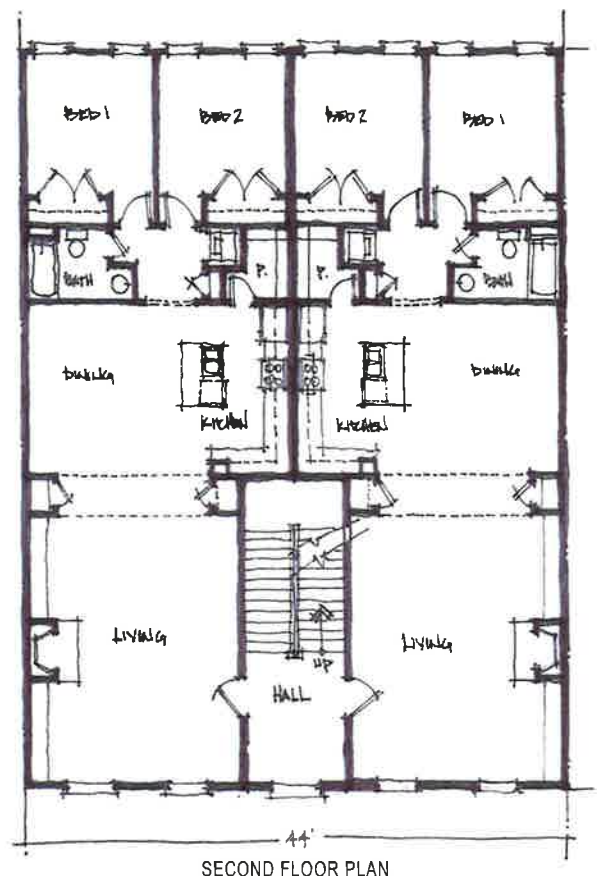 BED 1
BED 2
BED 2
BED 1
BATH
P.
P.
BATH
DINING
KITCHEN
KITCHEN
DINING
LIVING
UP
LIVING
HALL
44'
SECOND FLOOR PLAN